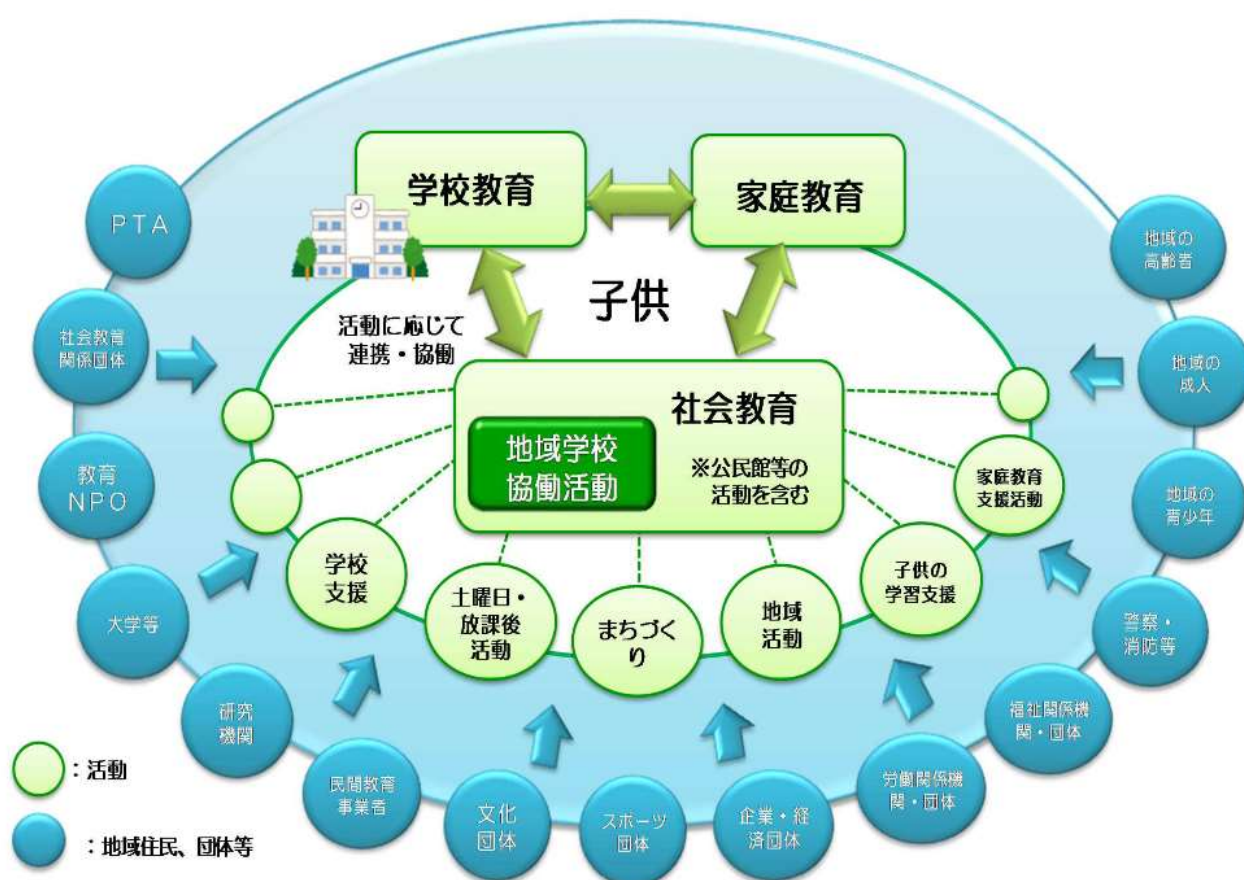 学校教育
家庭教育
子供
活動に応じて
連携・協働
社会教育
地域学校
協働活動
※公民館等の
活動を含む
学校
支援
土曜日・
放課後
活動
まちづく
り
地域
活動
子供の
学習支援
家庭教育
支援活動
PTA
社会教育
関係団体
教育
NPO
大学等
研究
機関
民間教育
事業者
文化
団体
スポーツ
団体
企業・経
済団体
労働関係機
関・団体
福祉関係機
関・団体
警察・
消防等
地域の
青少年
地域の
成人
地域の
高齢者
:活動
:地域住民、団体等